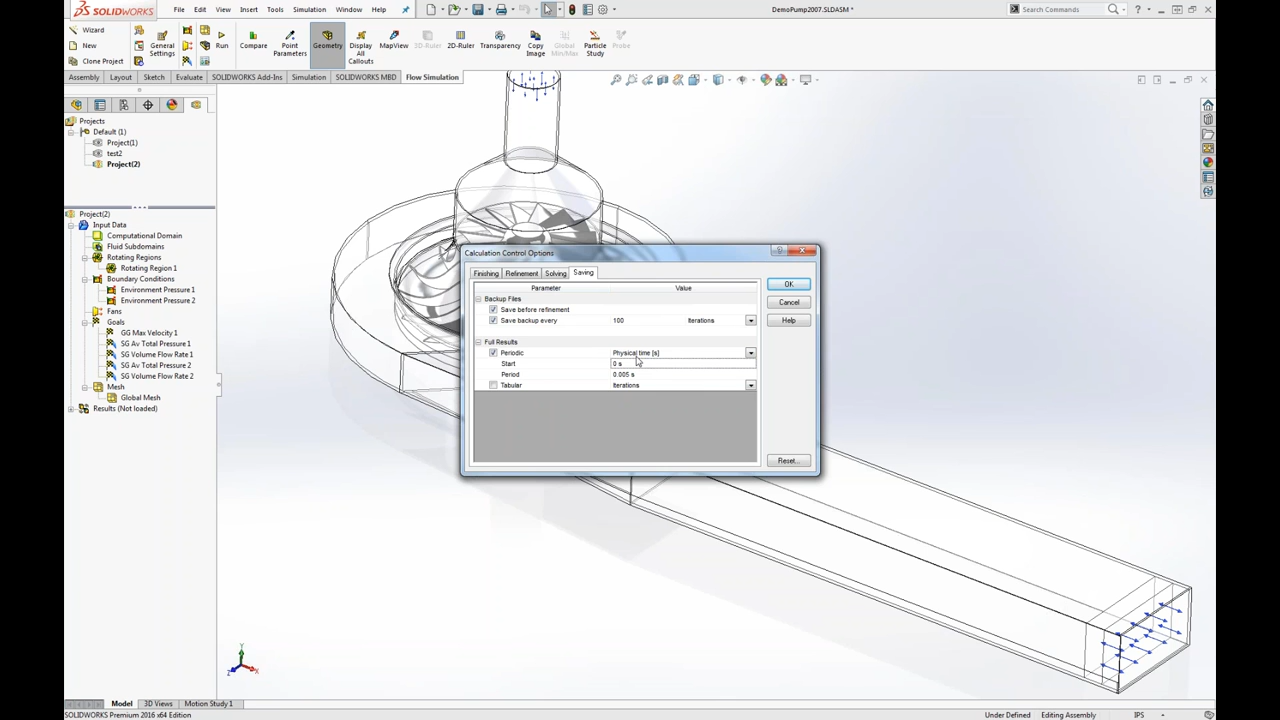 SOLIDWORKS
File Edit View Insert Tools Simulation Window Help
DemoPump2007.SLDASM *
Search Commands
Wizard
New
Clone Project
General Settings
Run
Compare
Point Parameters
Geometry
Display All Callouts
MapView
3D-Ruler
2D-Ruler
Transparency
Copy Image
Global Min/Max
Particle Study
Probe
Assembly Layout Sketch Evaluate SOLIDWORKS Add-Ins Simulation SOLIDWORKS MBD Flow Simulation
Projects
Default (1)
Project(1)
test2
Project(2)
Project(2)
Input Data
Computational Domain
Fluid Subdomains
Rotating Regions
Rotation Region 1
Boundary Conditions
Environment Pressure 1
Environment Pressure 2
Fans
Goals
GG Max Velocity 1
SG Av Total Pressure 1
SG Volume Flow Rate 1
SG Av Total Pressure 2
SG Volume Flow Rate 2
Mesh
Global Mesh
Results (Not loaded)
Calculation Control Options
Finishing Refinement Solving Saving
Parameter Value
Backup Files
Save before refinement
Save backup every 100 Iterations
Full Results
Periodic Physical time [s]
Start 0 s
Period 0.005 s
Tabular Iterations
OK
Cancel
Help
Reset...
Y
Z
X
Model 3D Views Motion Study 1
SOLIDWORKS Premium 2016 x64 Edition
Under Defined Editing Assembly IPS